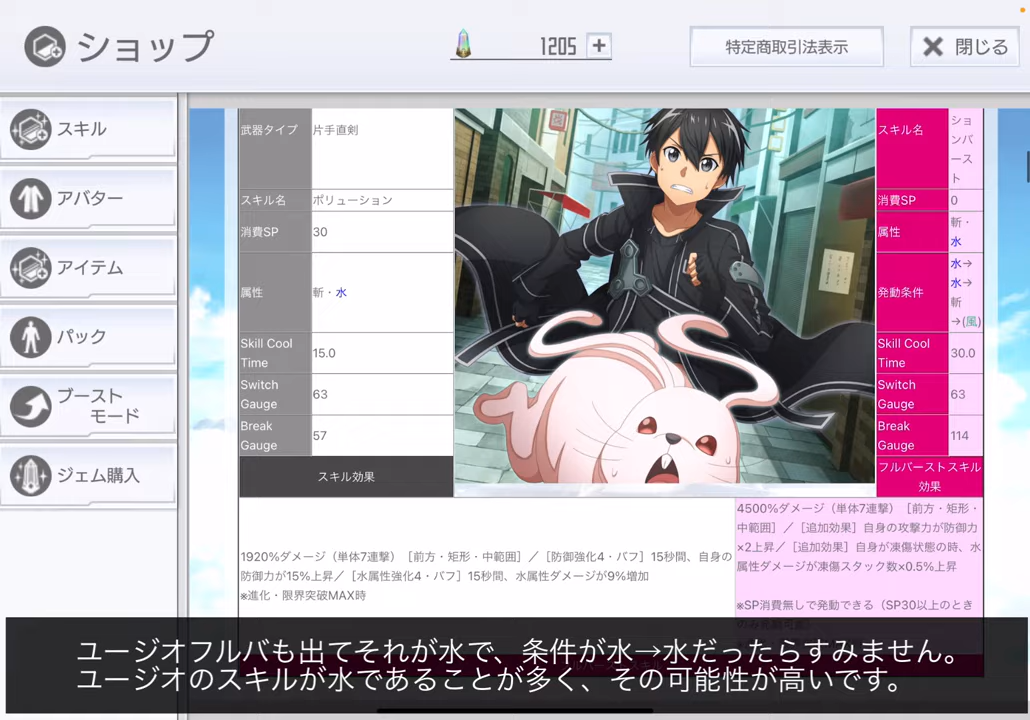 ショップ
1205
特定商取引法表示
閉じる
スキル
アバター
アイテム
パック
ブースト
モード
ジェム購入
武器タイプ
片手直剣
スキル名
ポリューション
消費SP
30
属性
斬・水
Skill Cool
Time
15.0
Switch
Gauge
63
Break
Gauge
57
スキル効果
スキル名
ショ
ンバ
ース
ト
消費SP
0
属性
斬・
水
発動条件
水→
水→
斬
→(風)
Skill Cool
Time
30.0
Switch
Gauge
63
Break
Gauge
114
フルバーストスキル
効果
1920%ダメージ（単体7連撃）［前方・矩形・中範囲］／［防御強化4・バフ］15秒間、自身の
防御力が15%上昇／［水属性強化4・バフ］15秒間、水属性ダメージが9%増加
※進化・限界突破MAX時
4500%ダメージ（単体7連撃）［前方・矩形・
中範囲］／［追加効果］自身の攻撃力が防御力
×2上昇／［追加効果］自身が凍傷状態の時、水
属性ダメージが凍傷スタック数×0.5%上昇
※SP消費無しで発動できる（SP30以上のとき
ユージオフルバも出てそれが水で、条件が水→水だったらすみません。
ユージオのスキルが水であることが多く、その可能性が高いです。